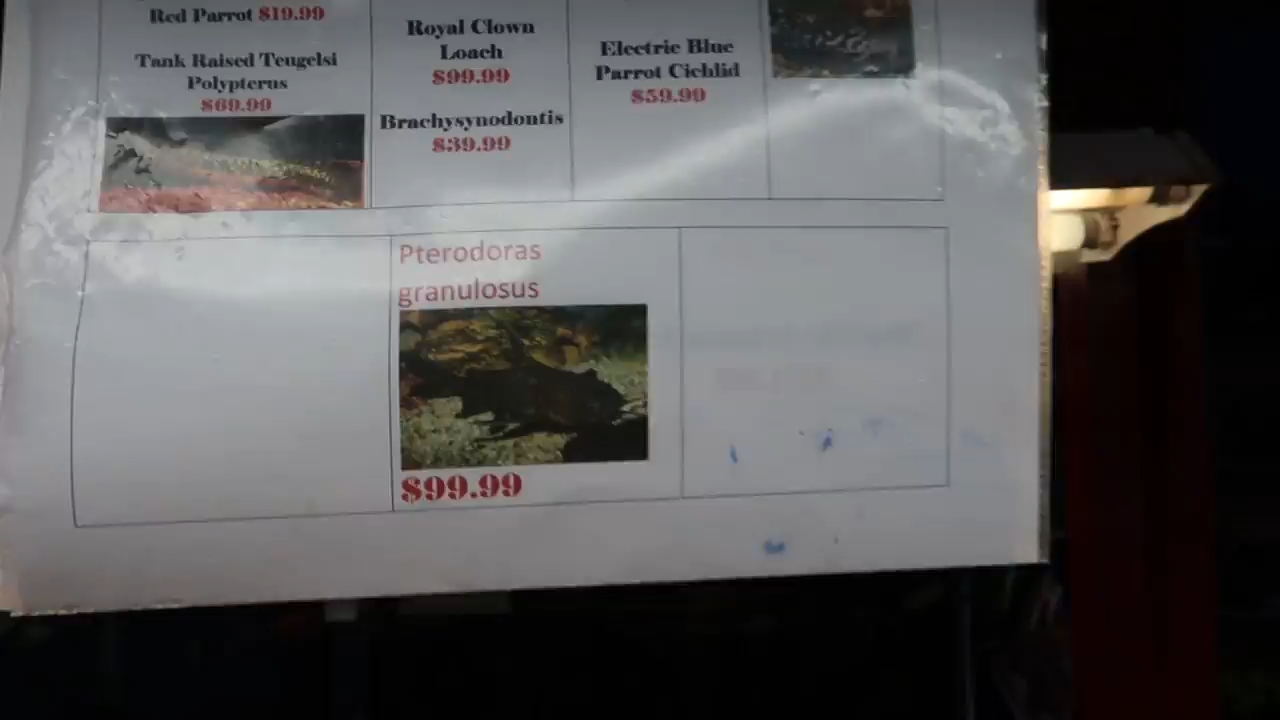 Red Parrot $19.99
Tank Raised Teugelsi
Polypterus
$69.99
Royal Clown
Loach
$99.99
Brachysynodontis
$39.99
Electric Blue
Parrot Cichlid
$59.99
Pterodoras
granulosus
$99.99